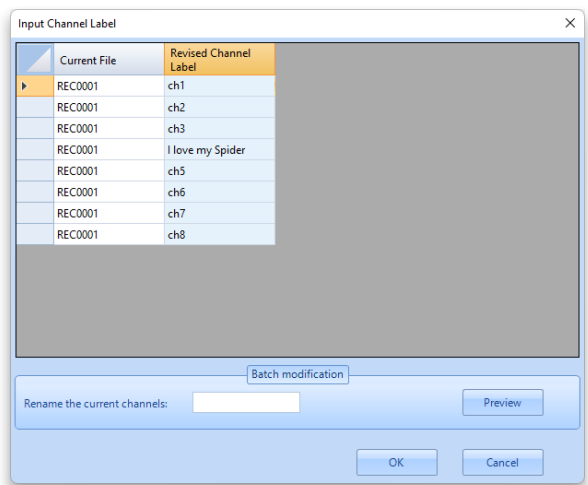 Input Channel Label
Current File
Revised Channel
Label
REC0001 ch1
REC0001 ch2
REC0001 ch3
REC0001 I love my Spider
REC0001 ch5
REC0001 ch6
REC0001 ch7
REC0001 ch8
Batch modification
Rename the current channels:
Preview
OK
Cancel